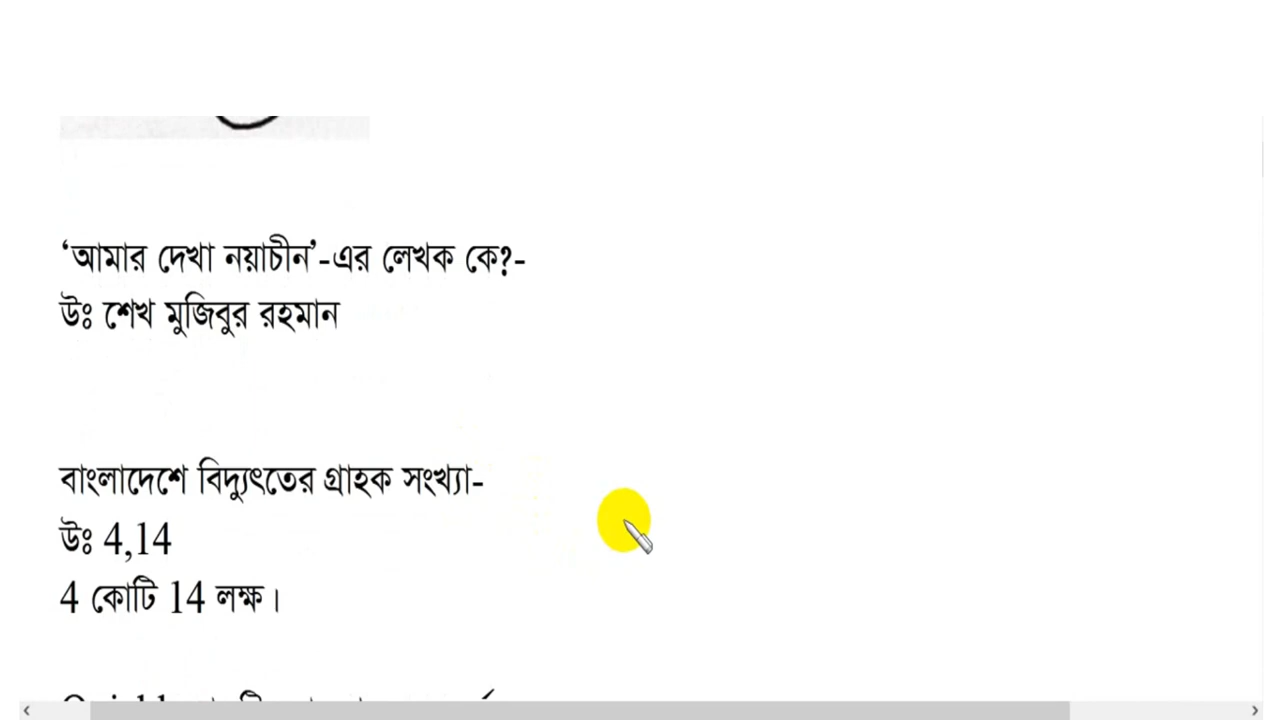 ‘আমার দেখা নয়াচীন’-এর লেখক কে?-
উঃ শেখ মুজিবুর রহমান
বাংলাদেশে বিদ্যুৎতের গ্রাহক সংখ্যা-
উঃ 4,14
4 কোটি 14 লক্ষ।